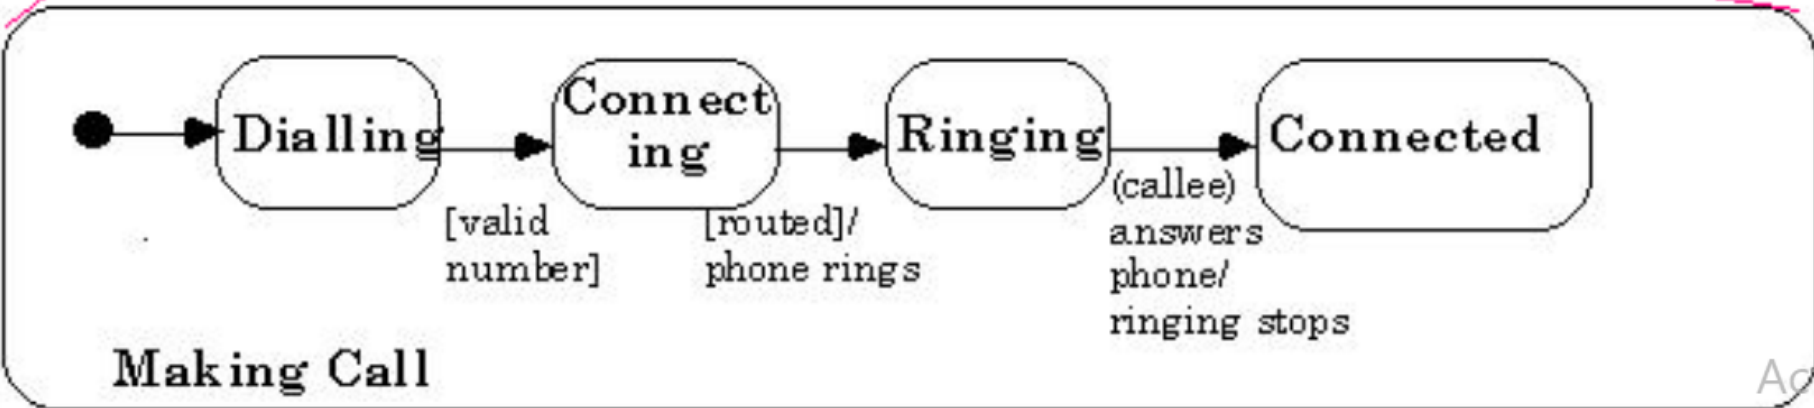 Dialling
Connect
ing
Ringing
Connected
[valid
number]
[routed]/
phone rings
(callee)
answers
phone/
ringing stops
Making Call